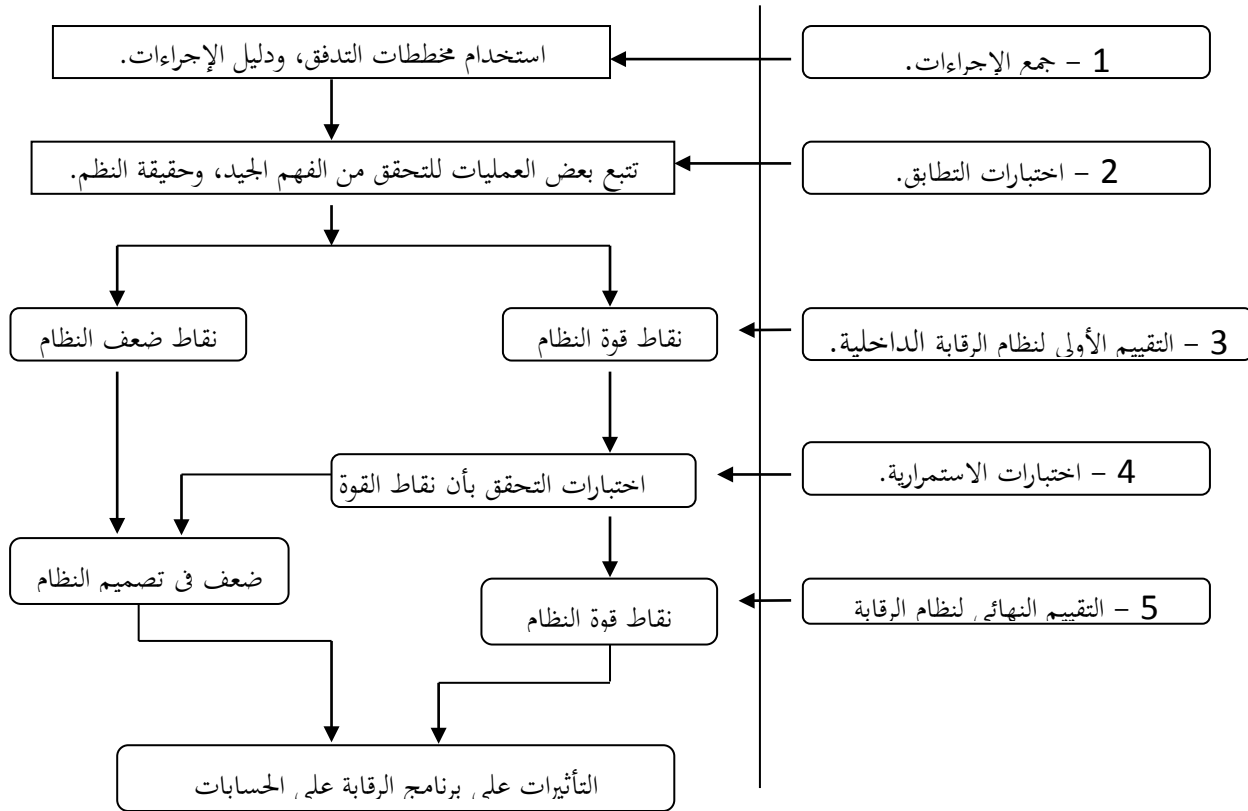 1 – جمع الإجراءات.
استخدام مخططات التدفق، ودليل الإجراءات.
2 – اختبارات التطابق.
تتبع بعض العمليات للتحقق من الفهم الجيد، وحقيقة النظم.
3 – التقييم الأولي لنظام الرقابة الداخلية.
نقاط قوة النظام
نقاط ضعف النظام
4 – اختبارات الاستمرارية.
اختبارات التحقق بأن نقاط القوة
ضعف في تصميم النظام
5 – التقييم النهائي لنظام الرقابة
نقاط قوة النظام
التأثيرات على برنامج الرقابة على الحسابات